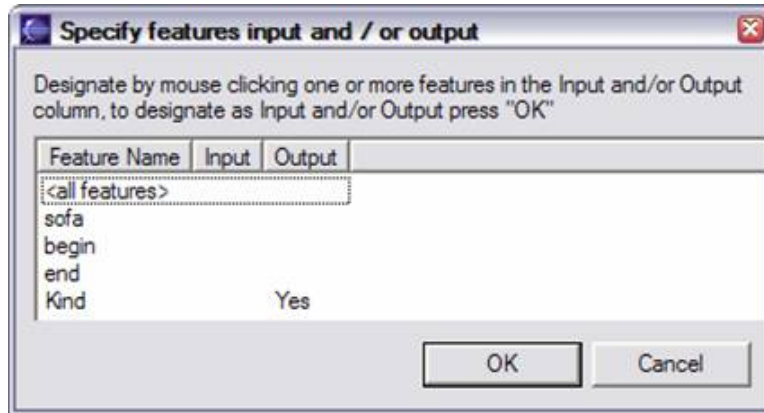 Specify features input and / or output
Designate by mouse clicking one or more features in the Input and/or Output
column, to designate as Input and/or Output press "OK"
Feature Name Input Output
<all features>
sofa
begin
end
Kind Yes
OK Cancel